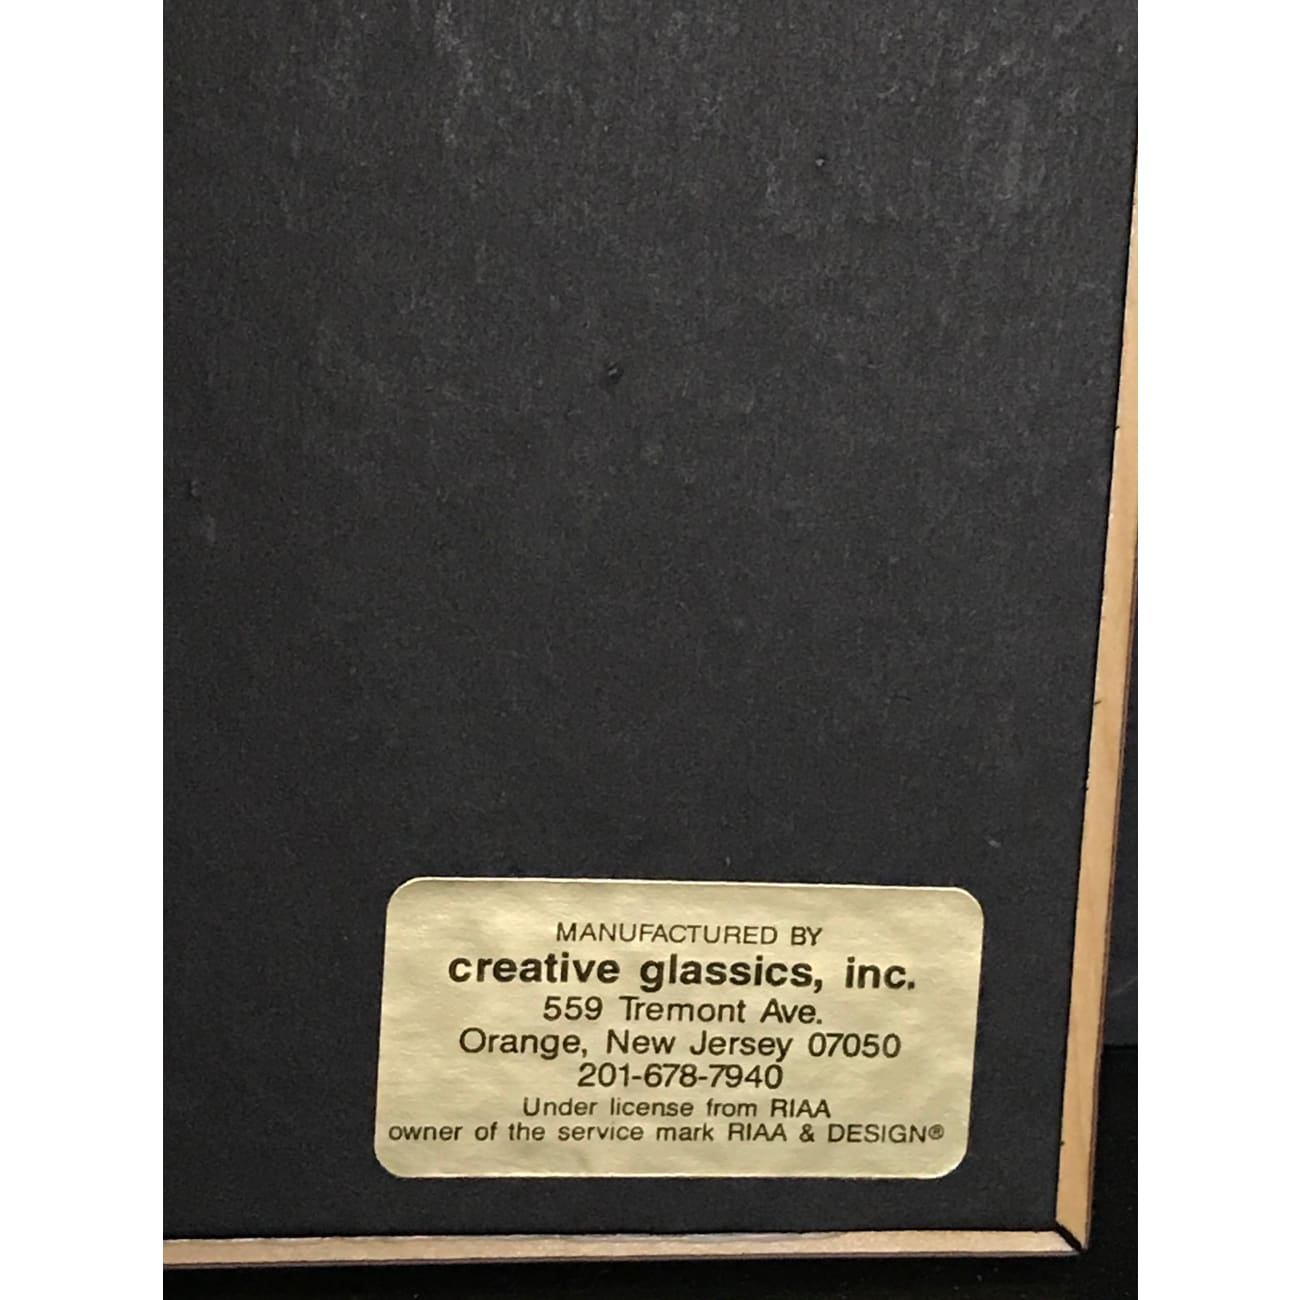 MANUFACTURED BY
creative glassics, inc.
559 Tremont Ave.
Orange, New Jersey 07050
201-678-7940
Under license from RIAA
owner of the service mark RIAA & DESIGN®